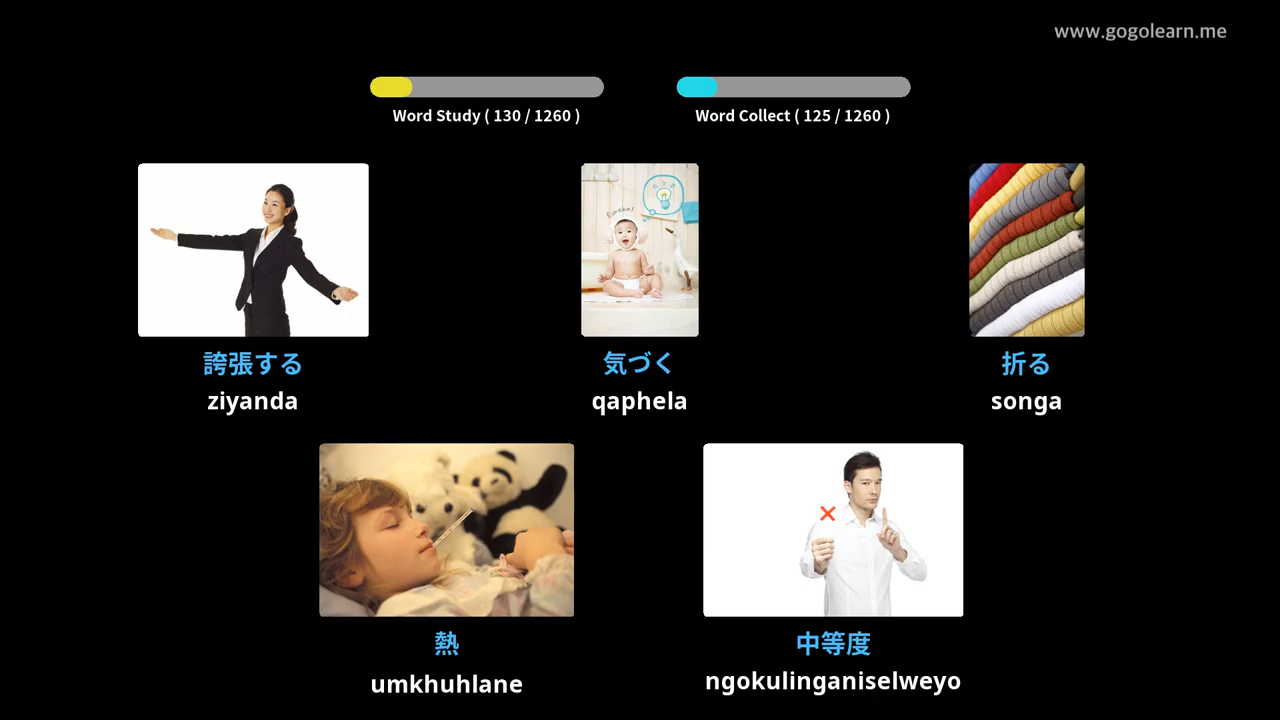 www.gogolearn.me
Word Study ( 130 / 1260 )
Word Collect ( 125 / 1260 )
Eureka!
誇張する
ziyanda
気づく
qaphela
折る
songa
熱
umkhuhlane
中等度
ngokulinganiselweyo